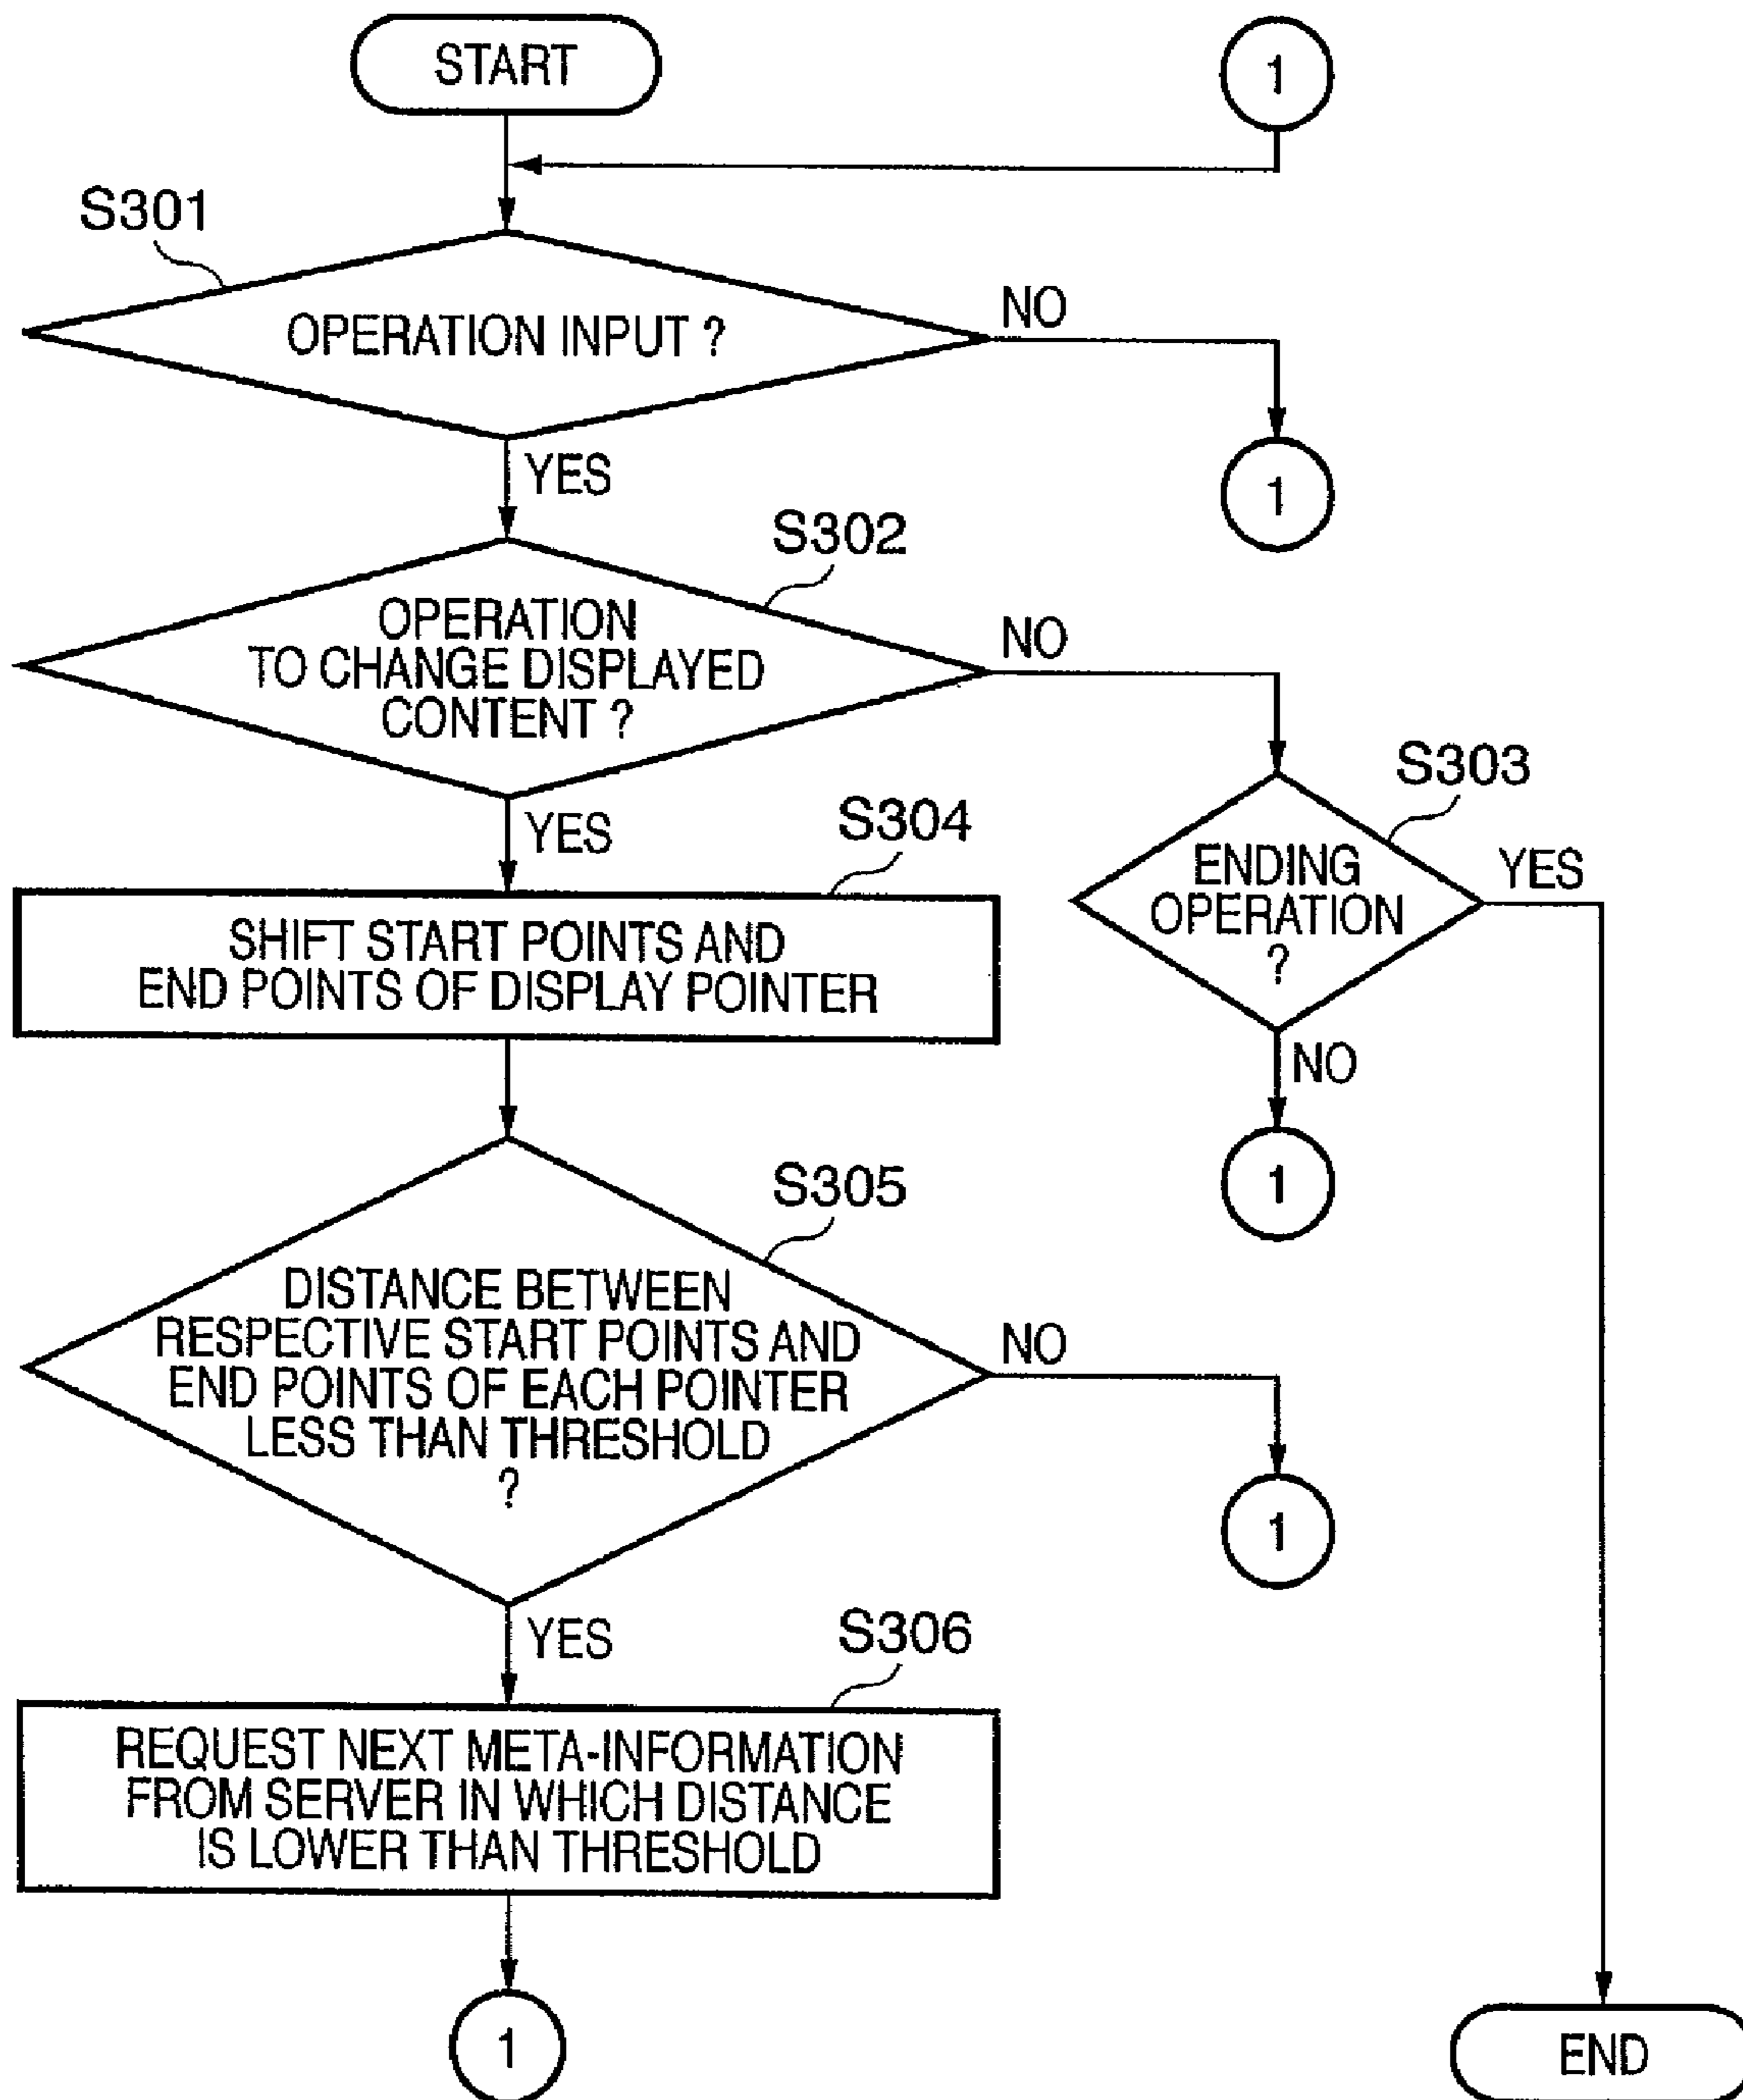 START
1
S301
OPERATION INPUT ?
NO
1
YES
S302
OPERATION
TO CHANGE DISPLAYED
CONTENT ?
NO
YES
S303
ENDING
OPERATION
?
YES
NO
1
S304
SHIFT START POINTS AND
END POINTS OF DISPLAY POINTER
S305
DISTANCE BETWEEN
RESPECTIVE START POINTS AND
END POINTS OF EACH POINTER
LESS THAN THRESHOLD
?
NO
1
YES
S306
REQUEST NEXT META-INFORMATION
FROM SERVER IN WHICH DISTANCE
IS LOWER THAN THRESHOLD
1
END